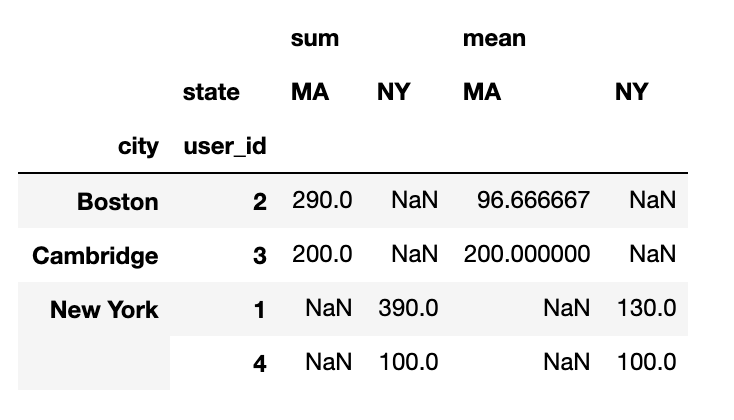 sum mean
state MA NY MA NY
city user_id
Boston 2 290.0 NaN 96.666667 NaN
Cambridge 3 200.0 NaN 200.000000 NaN
New York 1 NaN 390.0 NaN 130.0
4 NaN 100.0 NaN 100.0